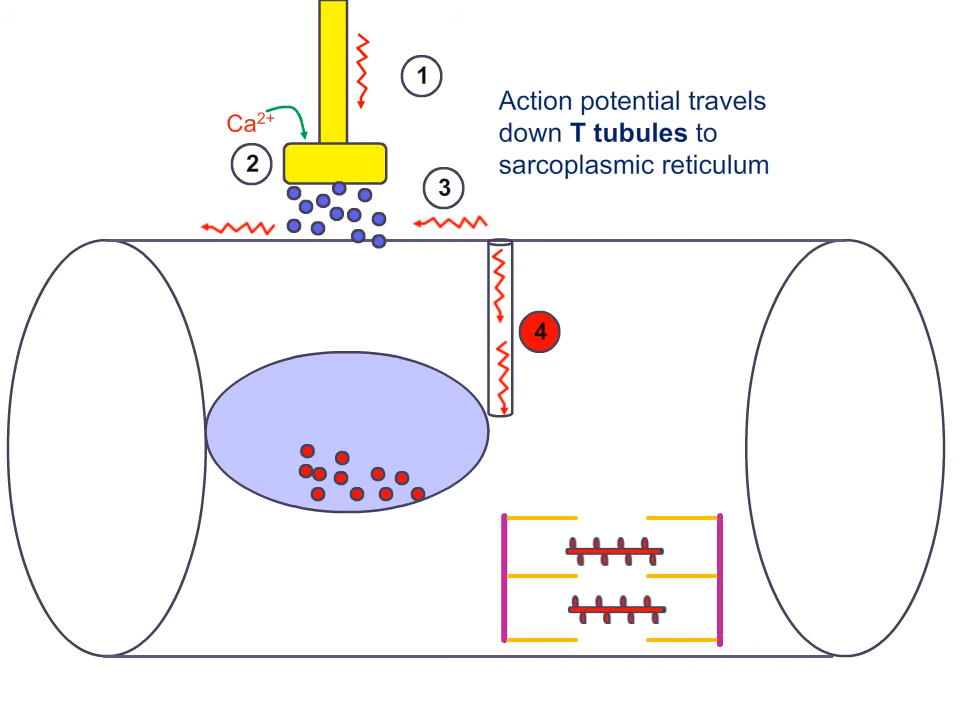 1
Action potential travels
down T tubules to
sarcoplasmic reticulum
Ca2+
2
3
4